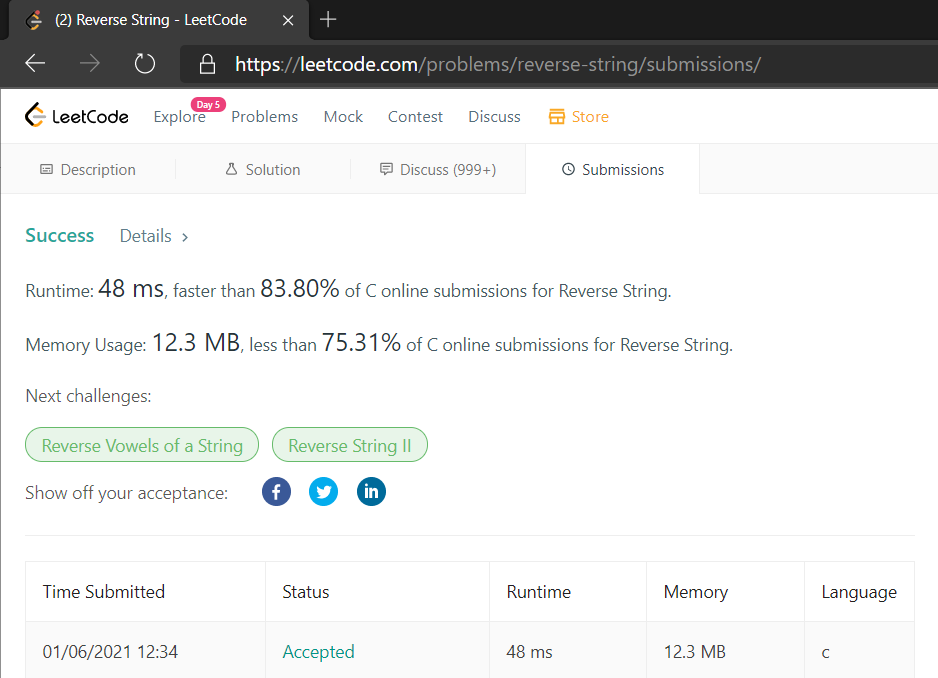 (2) Reverse String - LeetCode
https://leetcode.com/problems/reverse-string/submissions/
LeetCode Explore Day 5 Problems Mock Contest Discuss Store
Description Solution Discuss (999+) Submissions
Success Details >
Runtime: 48 ms, faster than 83.80% of C online submissions for Reverse String.
Memory Usage: 12.3 MB, less than 75.31% of C online submissions for Reverse String.
Next challenges:
Reverse Vowels of a String Reverse String II
Show off your acceptance: f in
Time Submitted Status Runtime Memory Language
01/06/2021 12:34 Accepted 48 ms 12.3 MB c